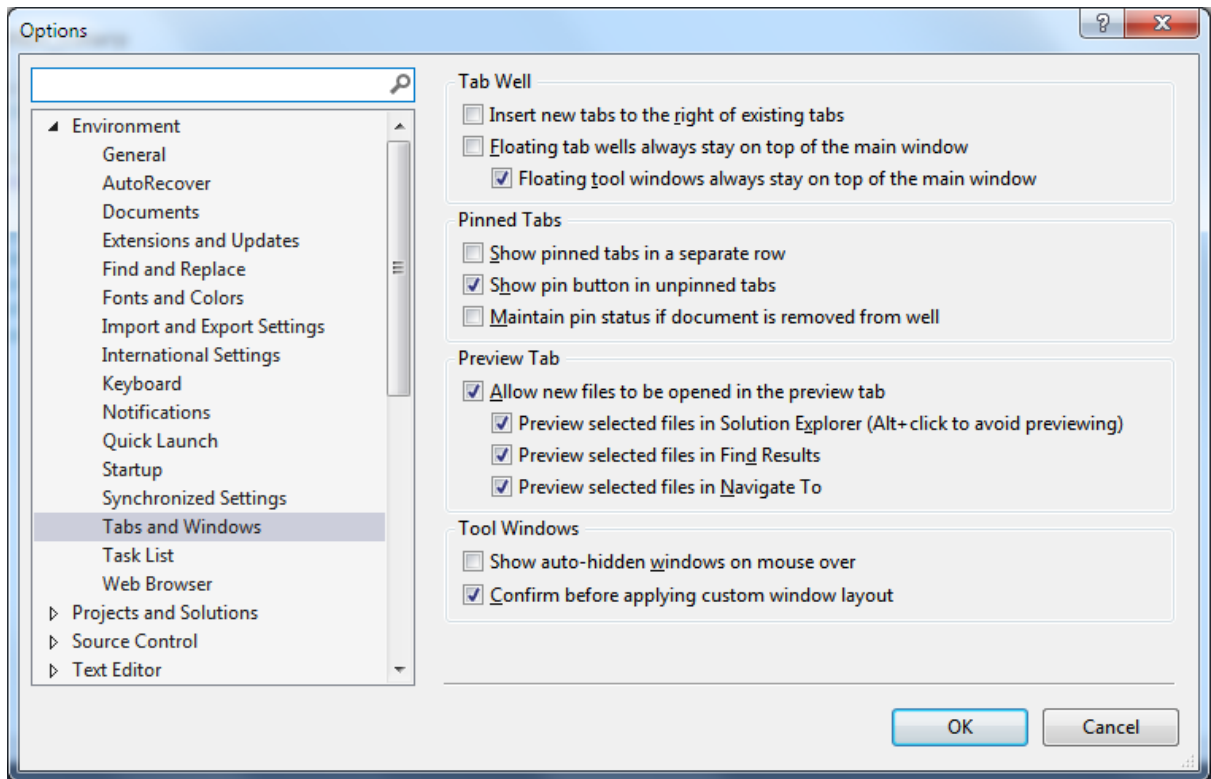 Options
Environment
General
AutoRecover
Documents
Extensions and Updates
Find and Replace
Fonts and Colors
Import and Export Settings
International Settings
Keyboard
Notifications
Quick Launch
Startup
Synchronized Settings
Tabs and Windows
Task List
Web Browser
Projects and Solutions
Source Control
Text Editor
Tab Well
Insert new tabs to the right of existing tabs
Floating tab wells always stay on top of the main window
Floating tool windows always stay on top of the main window
Pinned Tabs
Show pinned tabs in a separate row
Show pin button in unpinned tabs
Maintain pin status if document is removed from well
Preview Tab
Allow new files to be opened in the preview tab
Preview selected files in Solution Explorer (Alt+click to avoid previewing)
Preview selected files in Find Results
Preview selected files in Navigate To
Tool Windows
Show auto-hidden windows on mouse over
Confirm before applying custom window layout
OK
Cancel